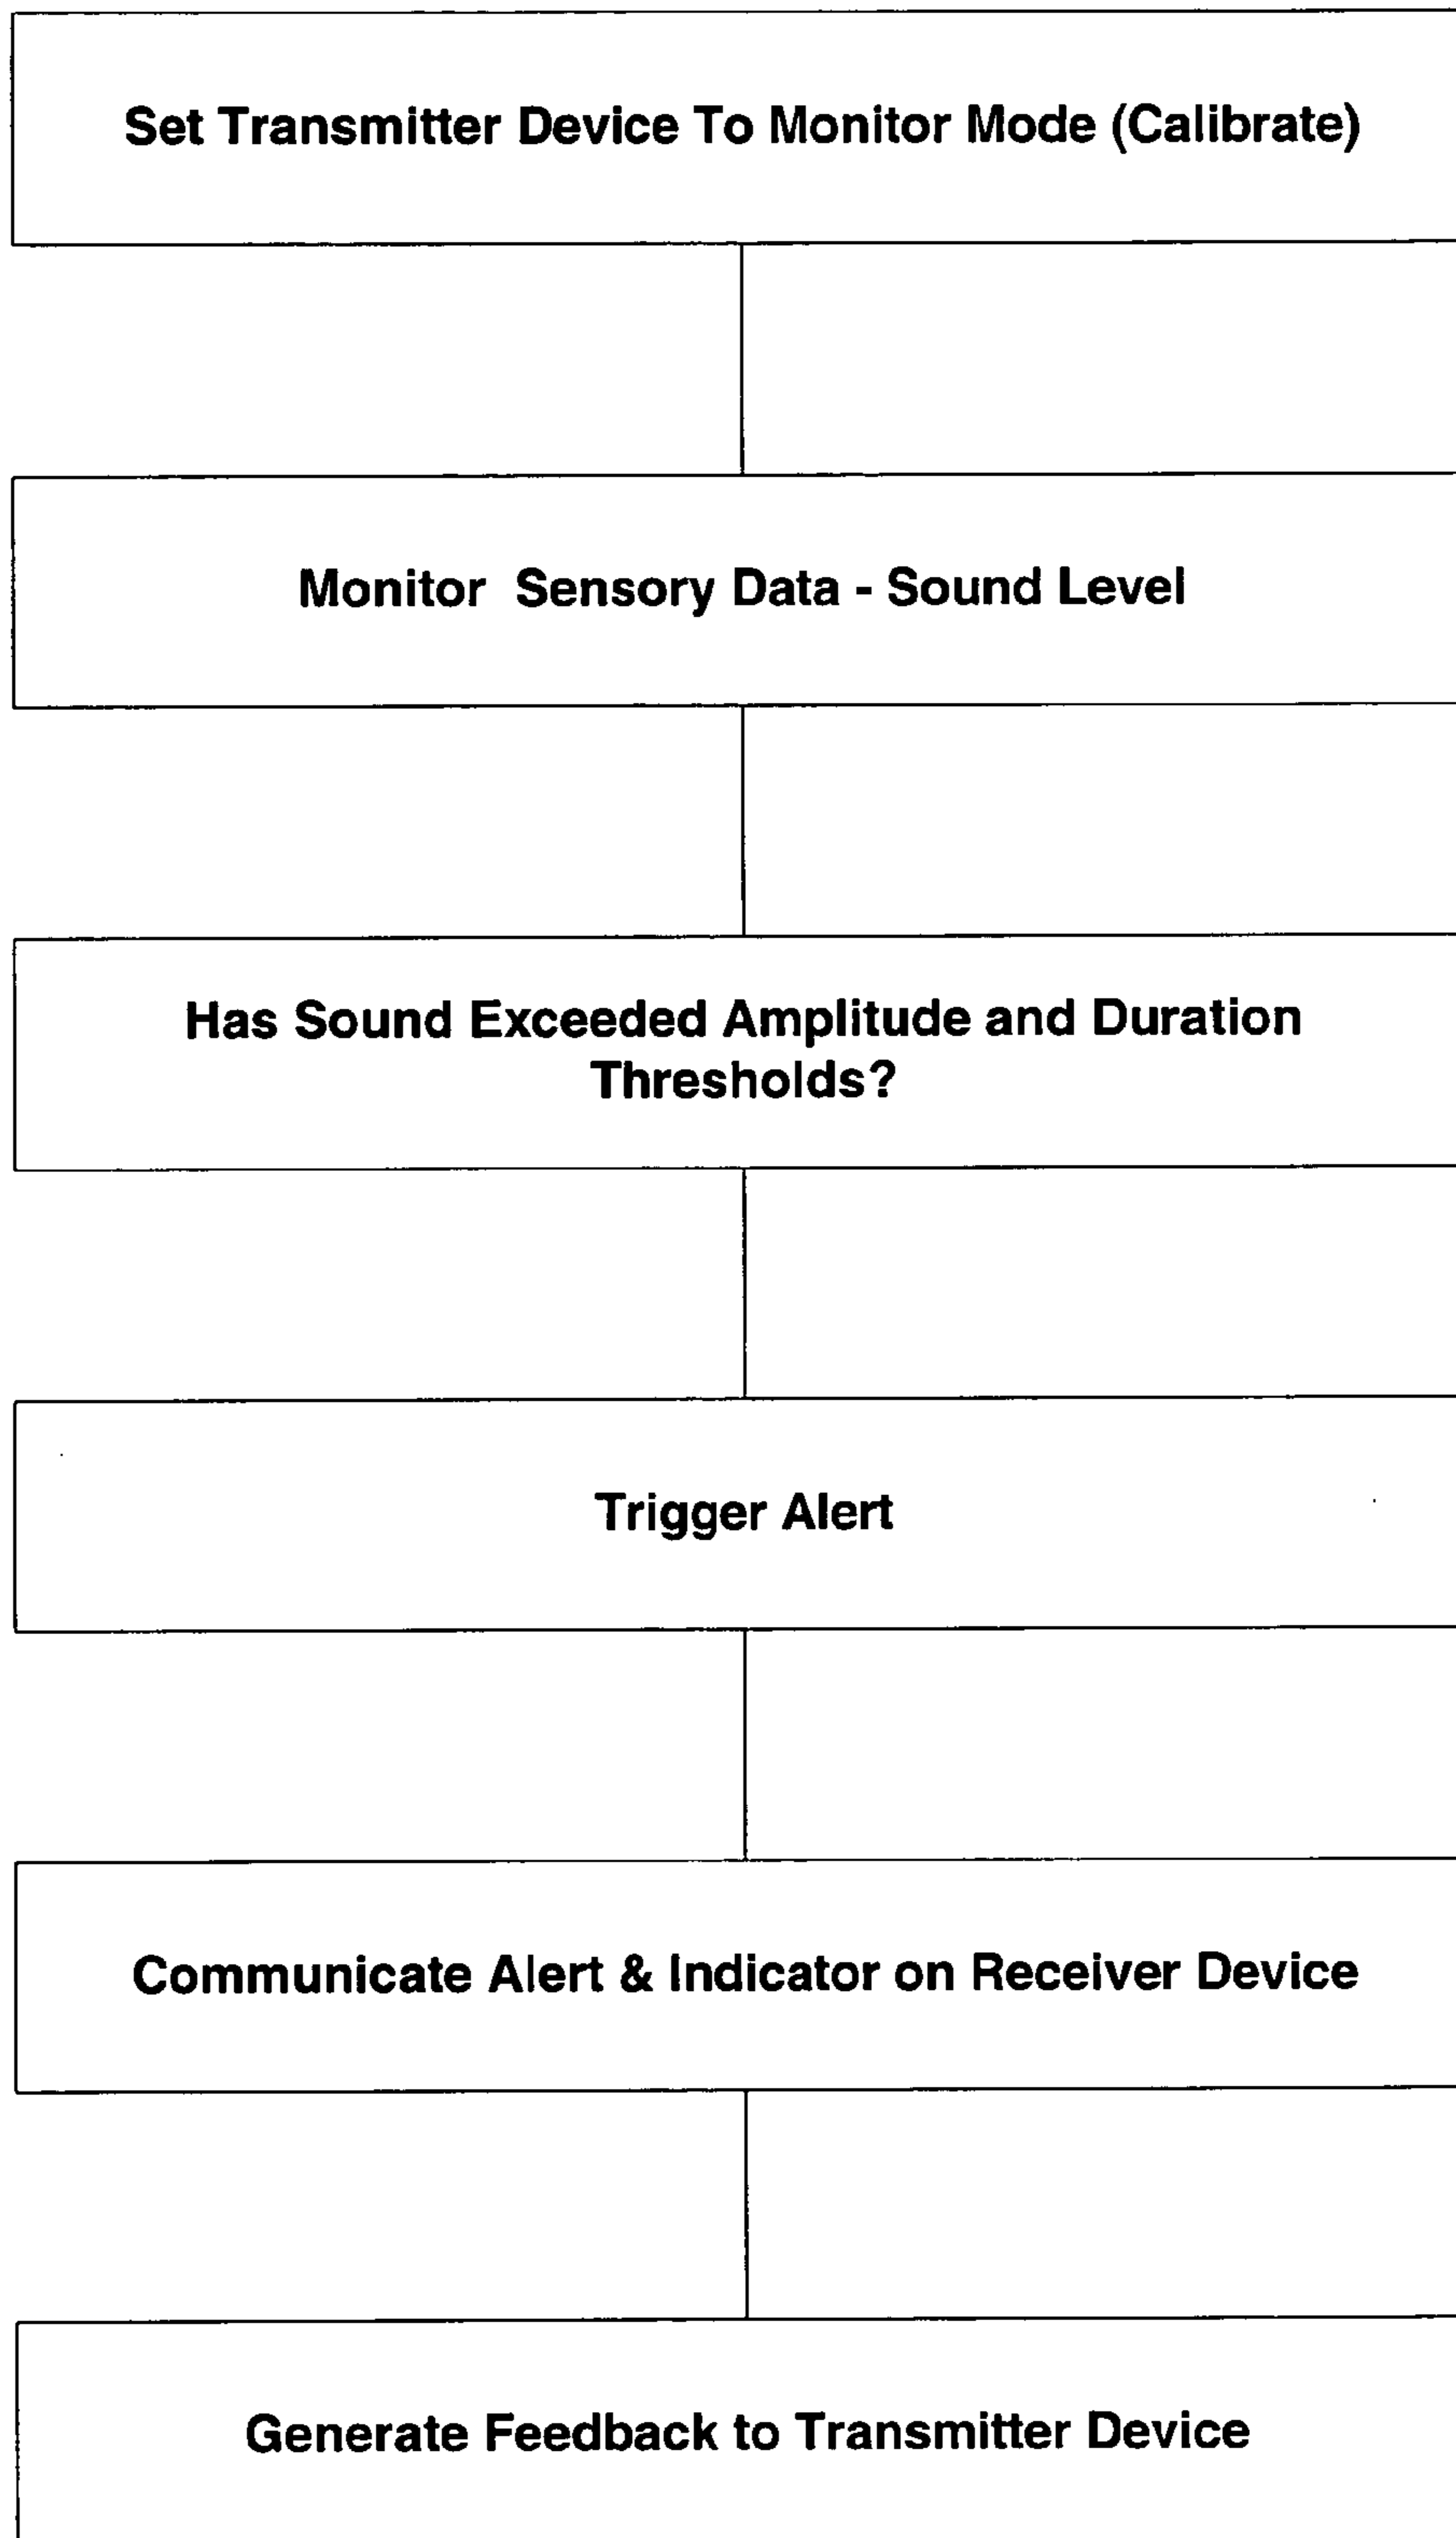 Set Transmitter Device To Monitor Mode (Calibrate)
Monitor Sensory Data - Sound Level
Has Sound Exceeded Amplitude and Duration
Thresholds?
Trigger Alert
Communicate Alert & Indicator on Receiver Device
Generate Feedback to Transmitter Device